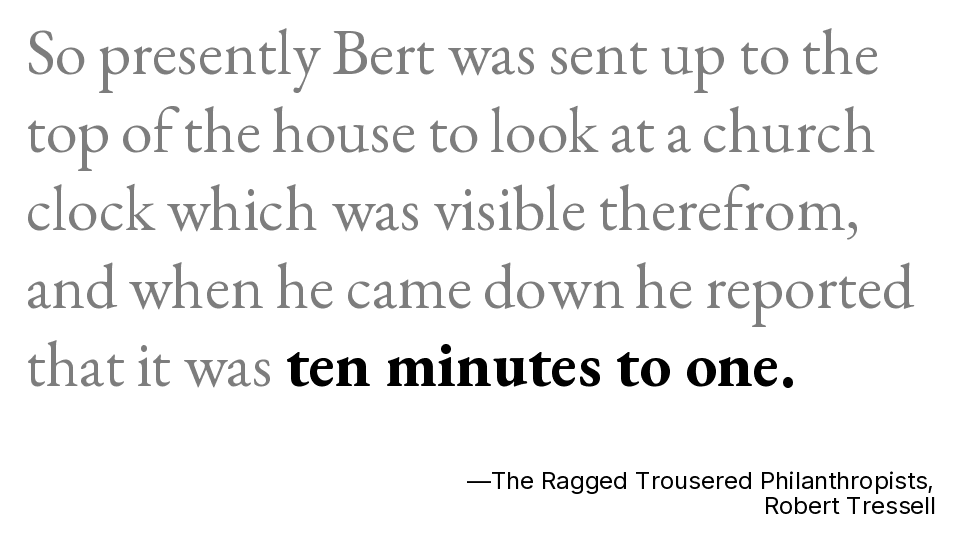 So presently Bert was sent up to the
top of the house to look at a church
clock which was visible therefrom,
and when he came down he reported
that it was ten minutes to one.
—The Ragged Trousered Philanthropists,
Robert Tressell